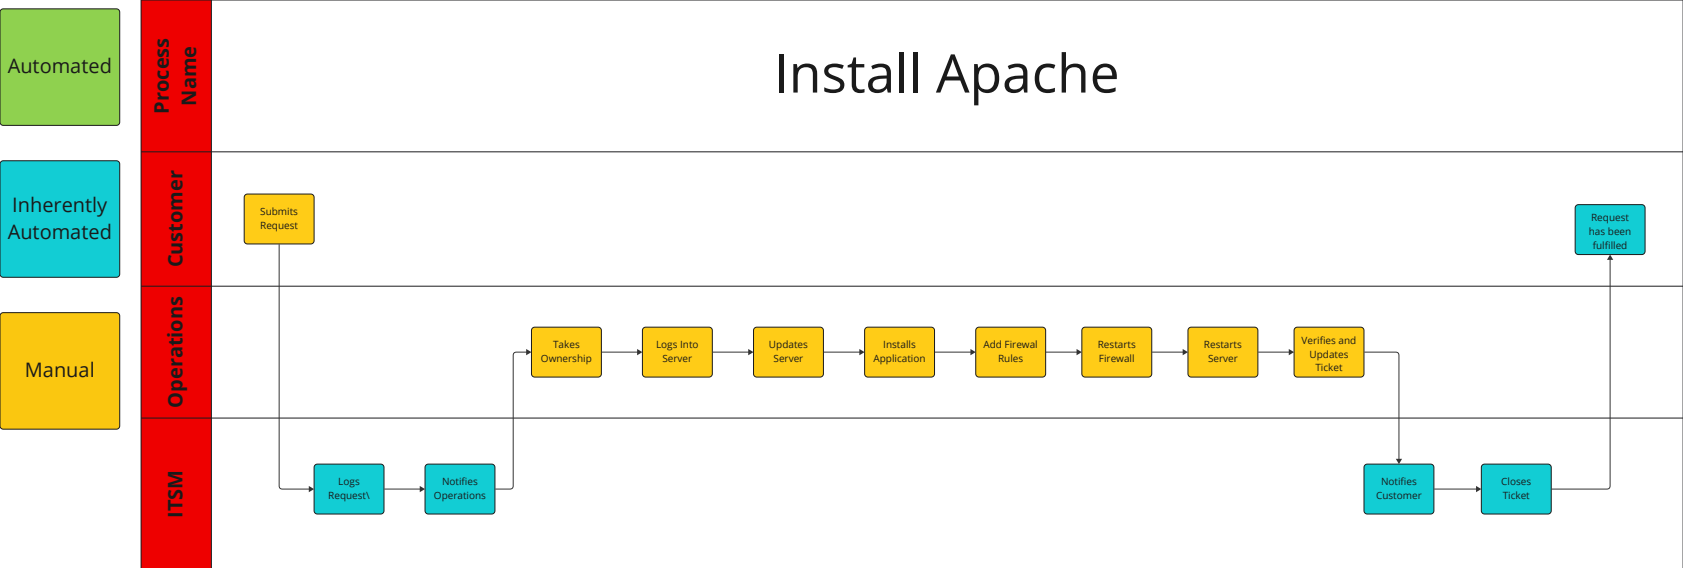 Automated
Inherently
Automated
Manual
Process
Name
Install Apache
Customer
Submits
Request
Request
has been
fulfilled
Operations
Takes
Ownership
Logs Into
Server
Updates
Server
Installs
Application
Add Firewal
Rules
Restarts
Firewall
Restarts
Server
Verifies and
Updates
Ticket
ITSM
Logs
Request\
Notifies
Operations
Notifies
Customer
Closes
Ticket